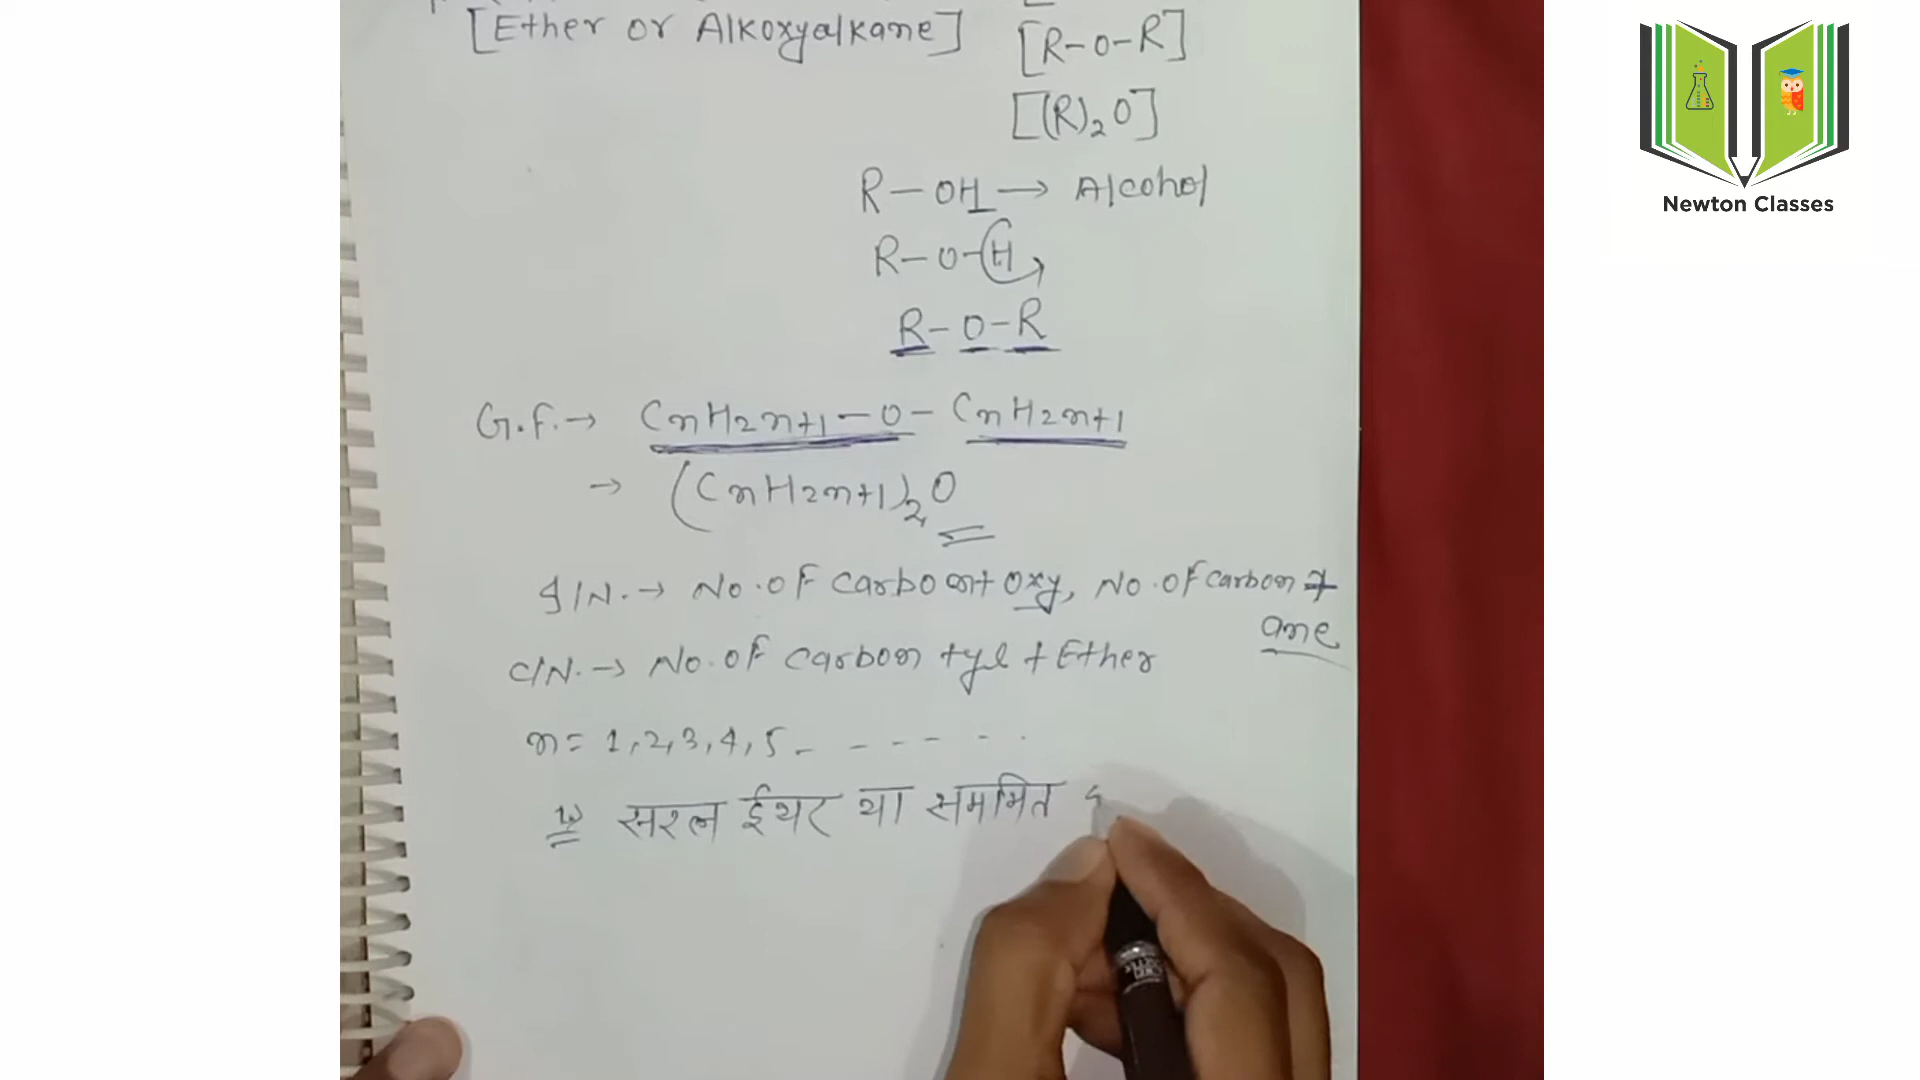 [Ether or Alkoxyalkane]
[R-O-R]
[(R)₂O]
R-OH → Alcohol
R-O-H
R-O-R
G.F. → CnH2n+1-O-CnH2n+1
→ (CnH2n+1)₂O
I/N. → No. of carbon + oxy, No. of carbon +
ane
C/N. → No. of carbon + yl + Ether
n = 1, 2, 3, 4, 5 - - - - - - .
1) सरल ईथर या सममित
Newton Classes